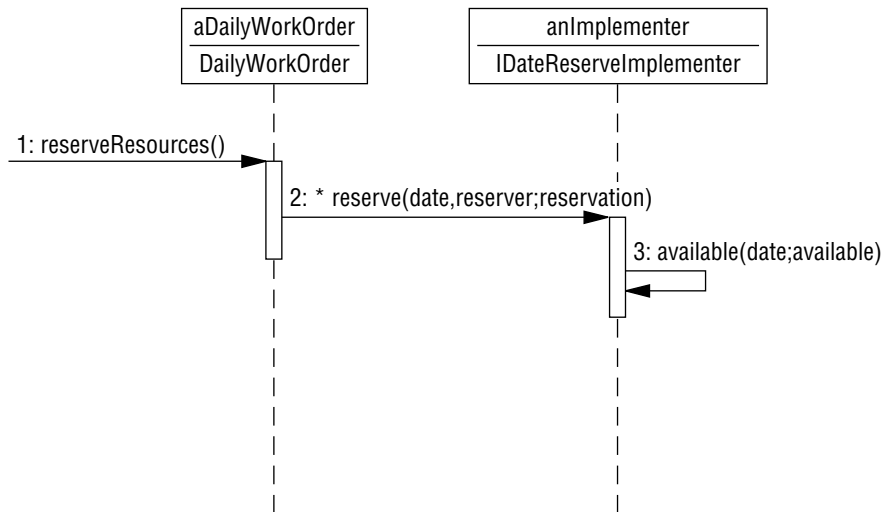 aDailyWorkOrder
DailyWorkOrder
anImplementer
IDateReserveImplementer
1: reserveResources()
2: * reserve(date,reserver;reservation)
3: available(date;available)